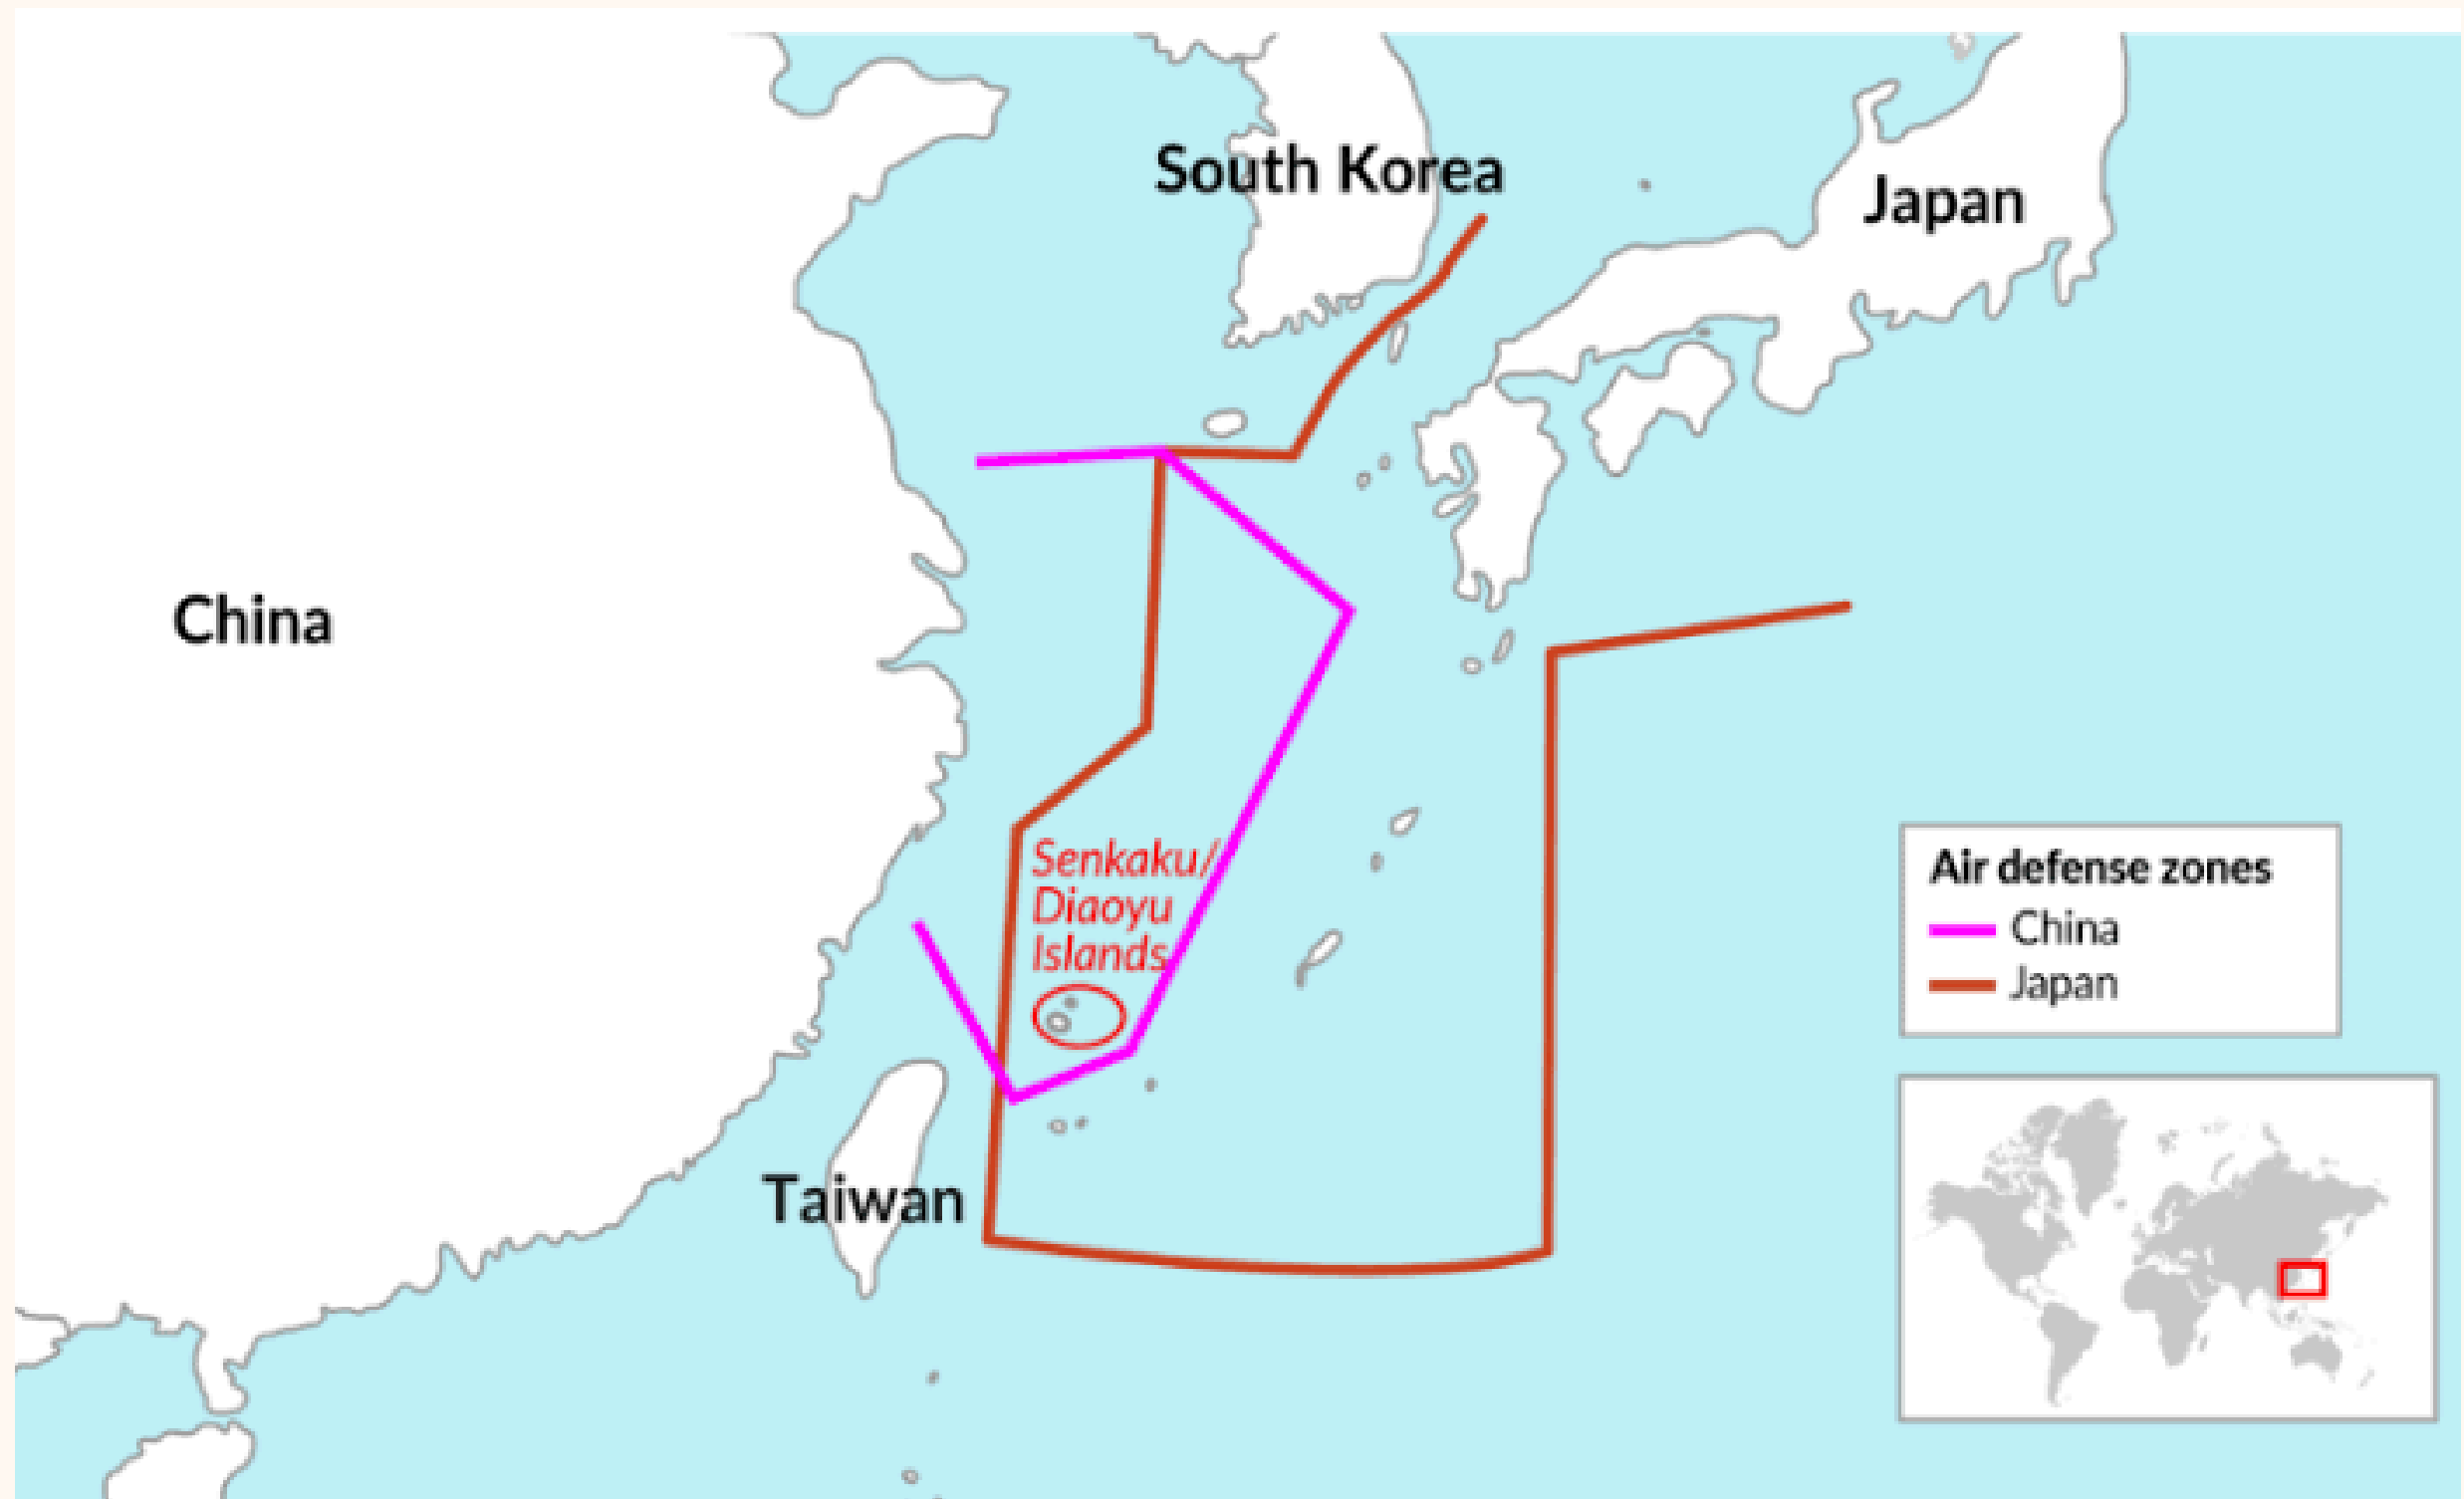 South Korea
Japan
China
Senkaku/
Diaoyu
Islands
Taiwan
Air defense zones
China
Japan